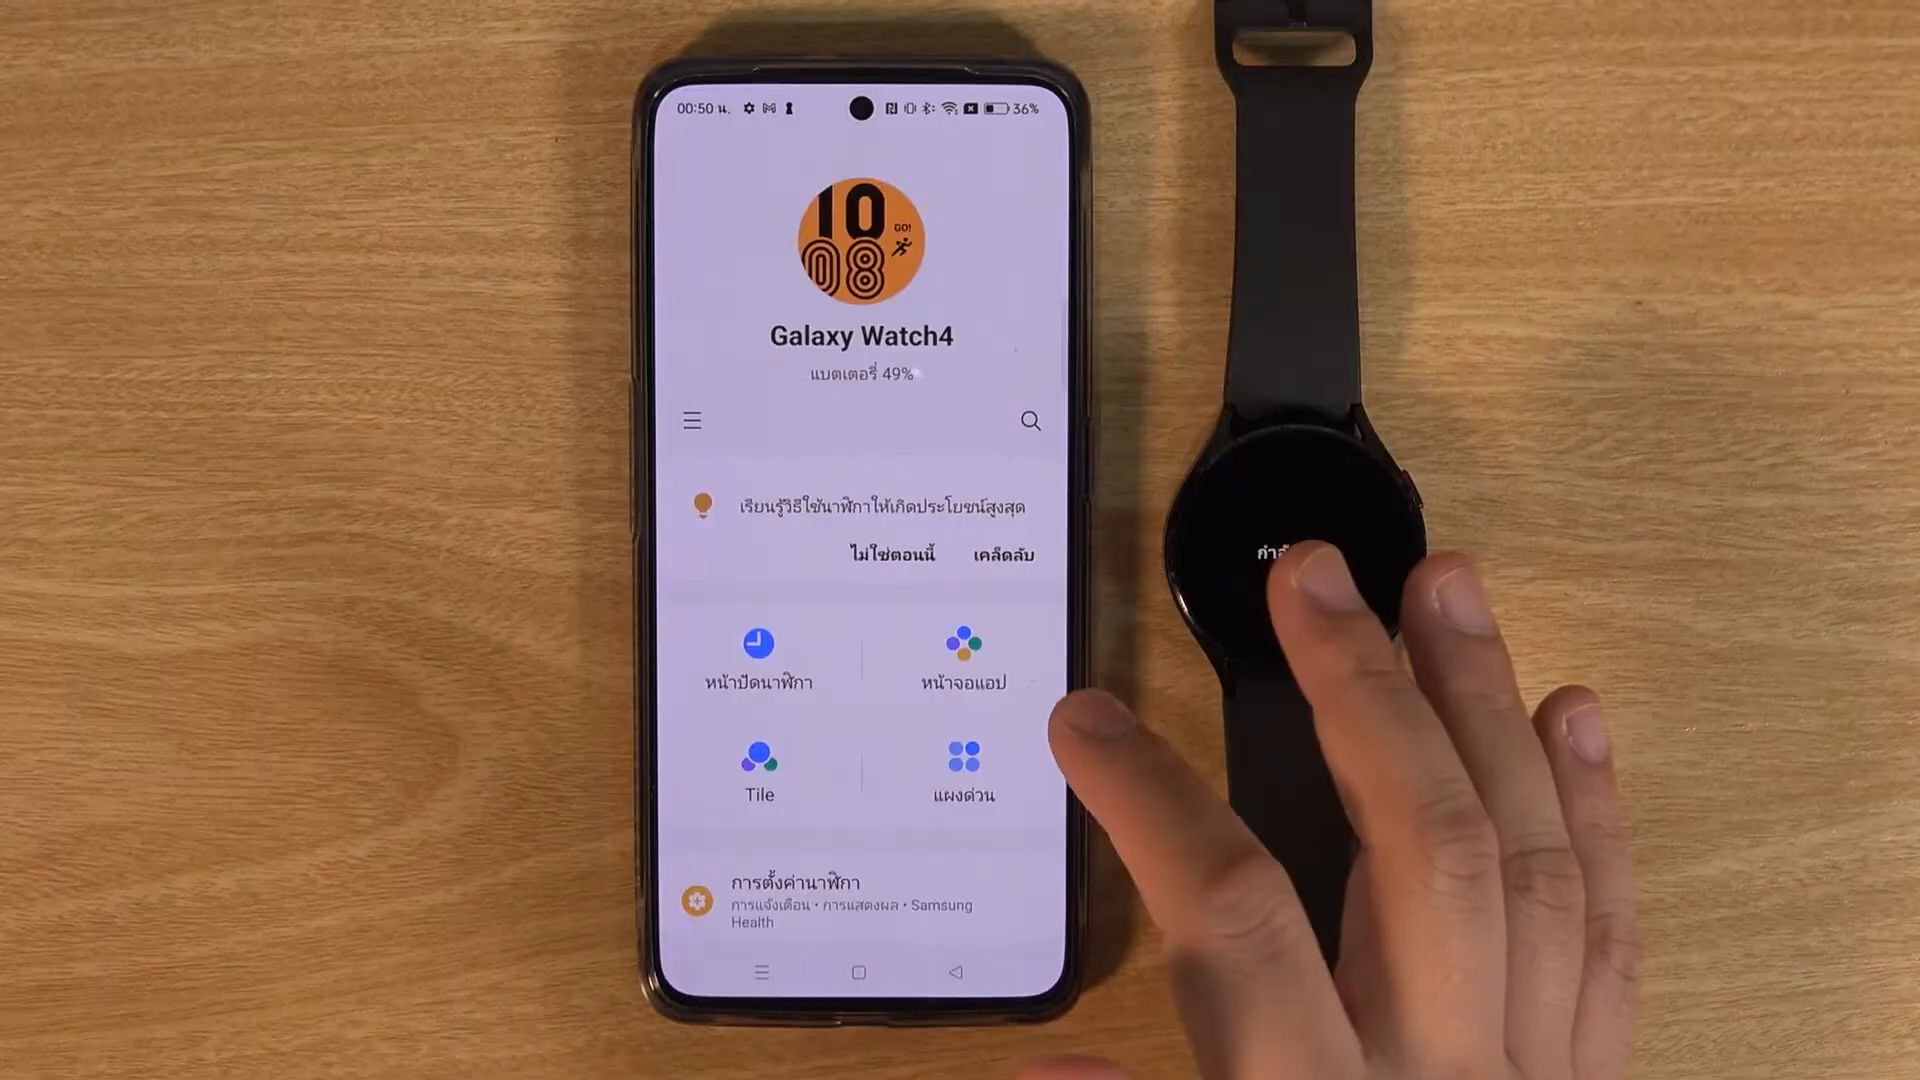 00:50 น.
36%
10
GO!
08
Galaxy Watch4
แบตเตอรี่ 49%
เรียนรู้วิธีใช้นาฬิกาให้เกิดประโยชน์สูงสุด
ไม่ใช่ตอนนี้ เคล็ดลับ
หน้าปัดนาฬิกา หน้าจอแอป
Tile แผงด่วน
การตั้งค่านาฬิกา
การแจ้งเตือน • การแสดงผล • Samsung
Health